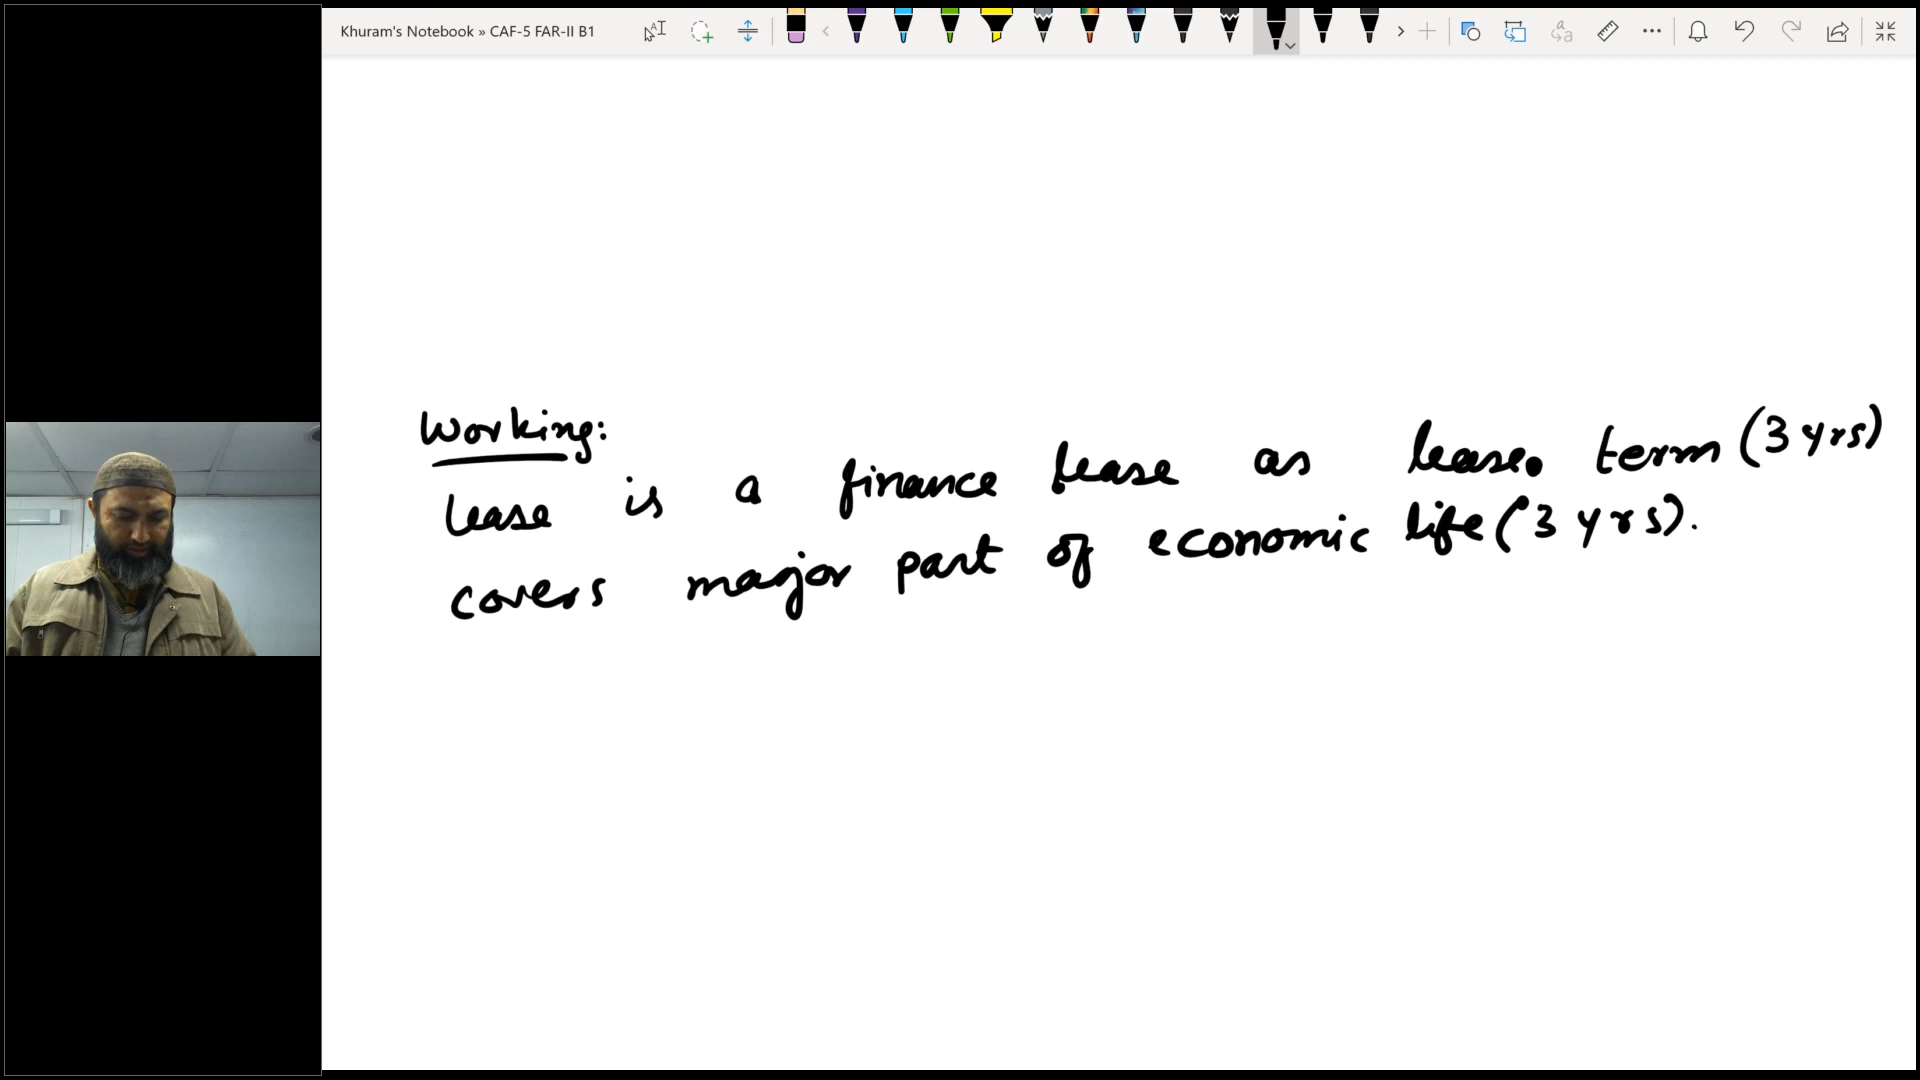 Khuram's Notebook » CAF-5 FAR-II B1
Working:
lease is a finance lease as lease term (3 yrs)
covers major part of economic life (3 yrs).